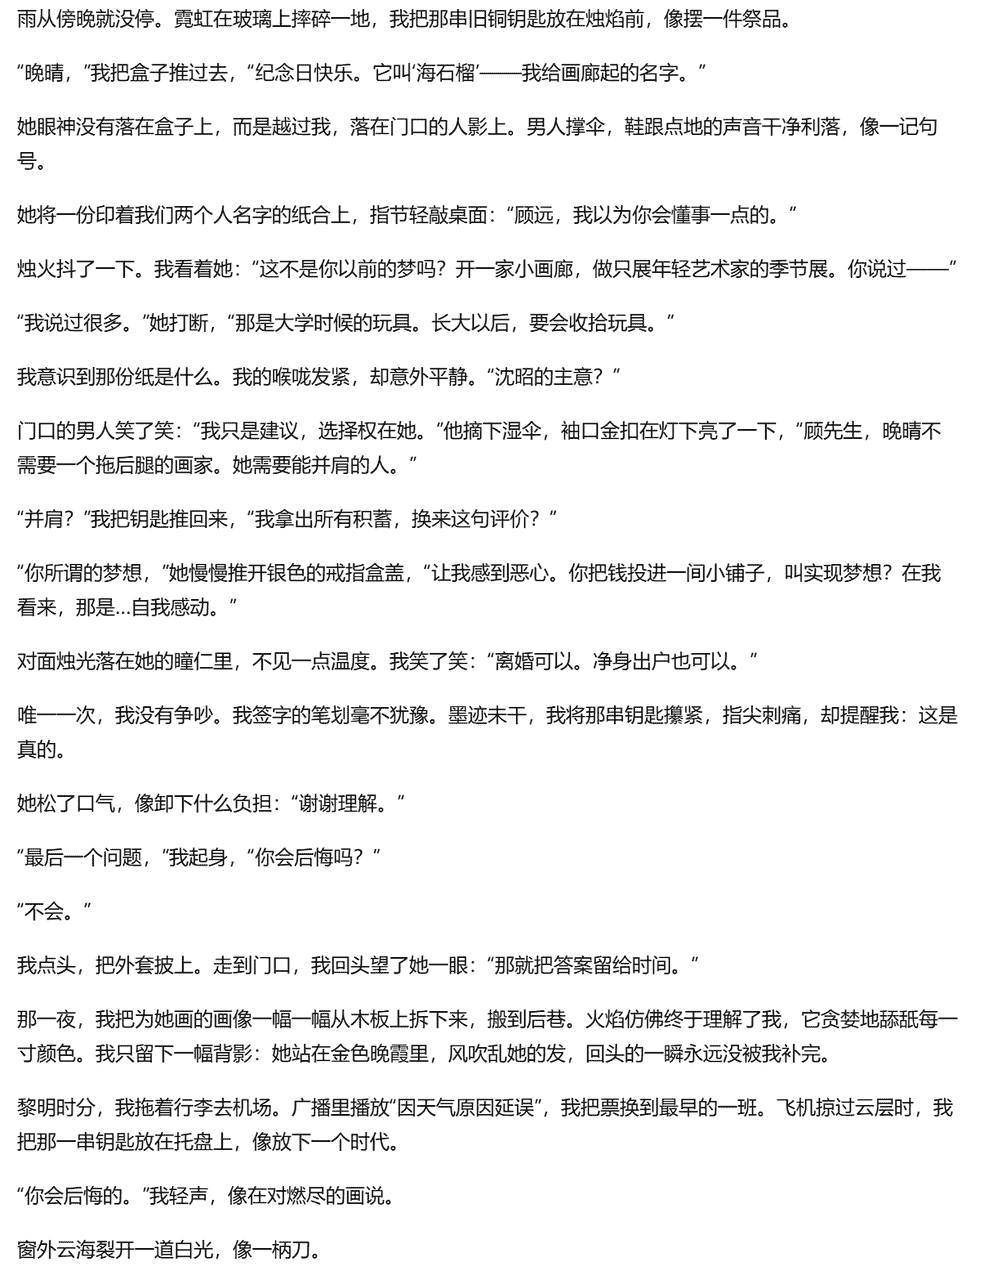 雨从傍晚就没停。霓虹在玻璃上摔碎一地，我把那串旧铜钥匙放在烛焰前，像摆一件祭品。
“晚晴，”我把盒子推过去，“纪念日快乐。它叫‘海石榴’——我给画廊起的名字。”
她眼神没有落在盒子上，而是越过我，落在门口的人影上。男人撑伞，鞋跟点地的声音干净利落，像一记句
号。
她将一份印着我们两个人名字的纸合上，指节轻敲桌面：“顾远，我以为你会懂事一点的。”
烛火抖了一下。我看着她：“这不是你以前的梦吗？开一家小画廊，做只展年轻艺术家的季节展。你说过——”
“我说过很多。”她打断，“那是大学时候的玩具。长大以后，要会收拾玩具。”
我意识到那份纸是什么。我的喉咙发紧，却意外平静。“沈昭的主意？”
门口的男人笑了笑：“我只是建议，选择权在她。”他摘下湿伞，袖口金扣在灯下亮了一下，“顾先生，晚晴不
需要一个拖后腿的画家。她需要能并肩的人。”
“并肩？”我把钥匙推回来，“我拿出所有积蓄，换来这句评价？”
“你所谓的梦想，”她慢慢推开银色的戒指盒盖，“让我感到恶心。你把钱投进一间小铺子，叫实现梦想？在我
看来，那是…自我感动。”
对面烛光落在她的瞳仁里，不见一点温度。我笑了笑：“离婚可以。净身出户也可以。”
唯一一次，我没有争吵。我签字的笔划毫不犹豫。墨迹未干，我将那串钥匙攥紧，指尖刺痛，却提醒我：这是
真的。
她松了口气，像卸下什么负担：“谢谢理解。”
“最后一个问题，”我起身，“你会后悔吗？”
“不会。”
我点头，把外套披上。走到门口，我回头望了她一眼：“那就把答案留给时间。”
那一夜，我把为她画的画像一幅一幅从木板上拆下来，搬到后巷。火焰仿佛终于理解了我，它贪婪地舔舐每一
寸颜色。我只留下一幅背影：她站在金色晚霞里，风吹乱她的发，回头的一瞬永远没被我补完。
黎明时分，我拖着行李去机场。广播里播放“因天气原因延误”，我把票换到最早的一班。飞机掠过云层时，我
把那一串钥匙放在托盘上，像放下一个时代。
“你会后悔的。”我轻声，像在对燃尽的画说。
窗外云海裂开一道白光，像一柄刀。